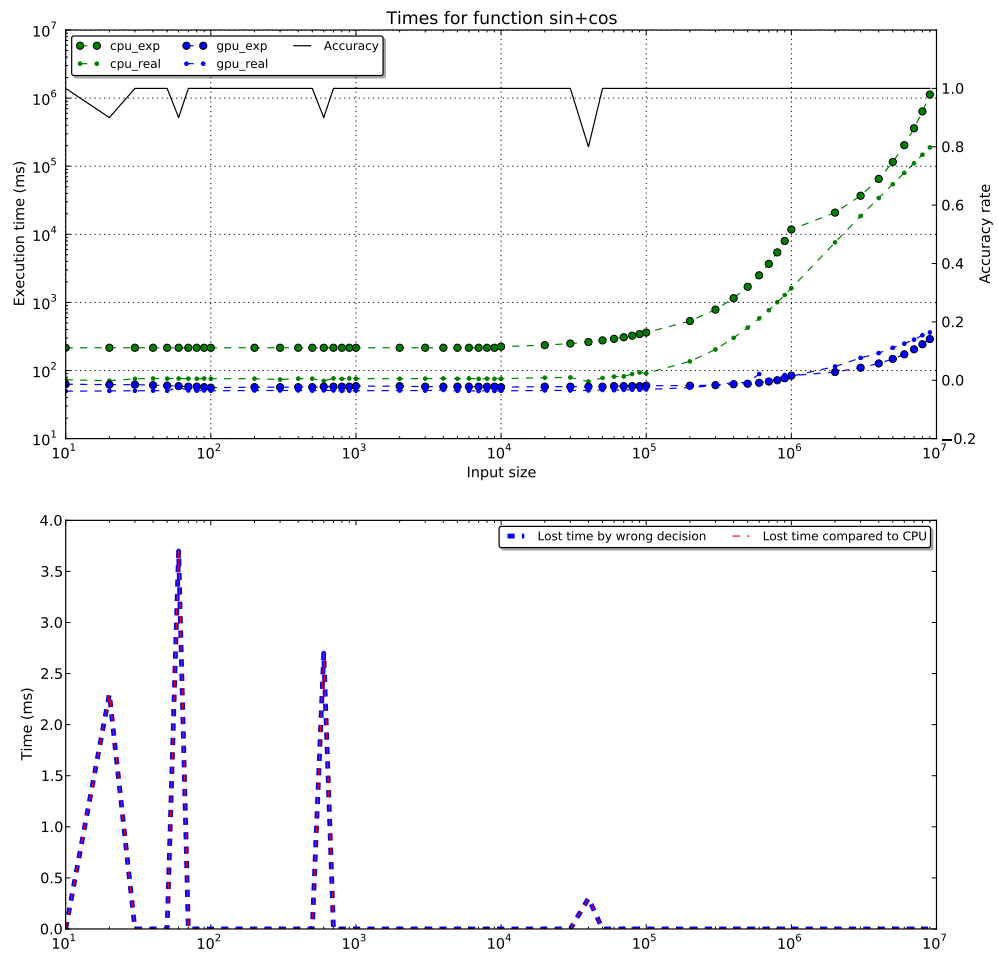 Times for function sin+cos
cpu_exp gpu_exp Accuracy
cpu_real gpu_real
10^7
10^6
10^5
10^4
10^3
10^2
10^1
Execution time (ms)
1.0
0.8
0.6
0.4
0.2
0.0
−0.2
Accuracy rate
10^1 10^2 10^3 10^4 10^5 10^6 10^7
Input size
Lost time by wrong decision Lost time compared to CPU
4.0
3.5
3.0
2.5
2.0
1.5
1.0
0.5
0.0
Time (ms)
10^1 10^2 10^3 10^4 10^5 10^6 10^7